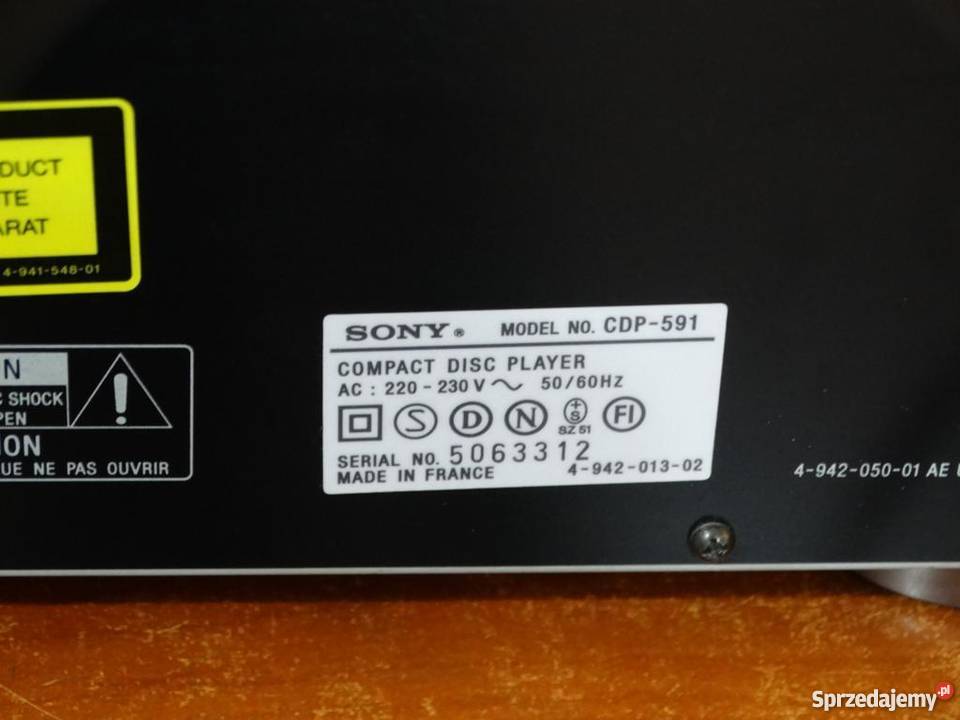 DUCT
TE
ARAT
4-941-548-01
N
C SHOCK
PEN
ION
UE NE PAS OUVRIR
SONY® MODEL NO. CDP-591
COMPACT DISC PLAYER
AC : 220 - 230 V ~ 50/60HZ
S D N +S FI
SZ 51
SERIAL NO. 5063312
MADE IN FRANCE 4-942-013-02
4-942-050-01 AE
Sprzedajemy.pl